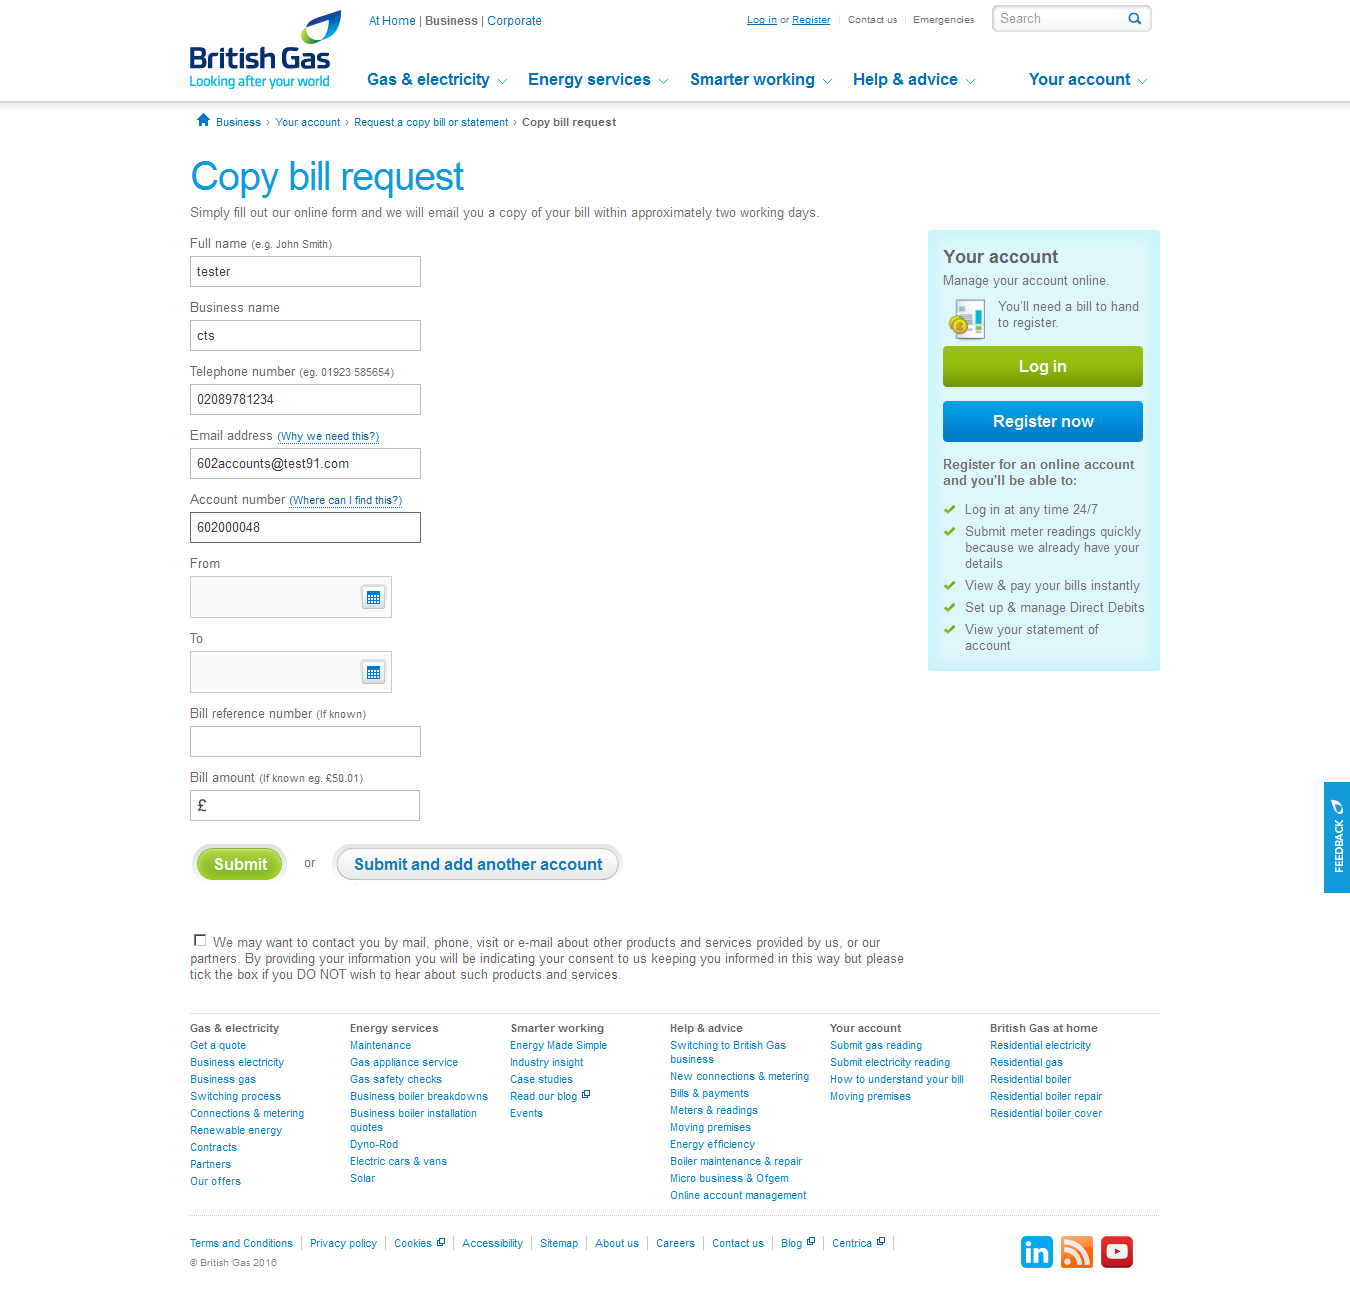 At Home | Business | Corporate
Log in or Register
Contact us
Emergencies
Search
British Gas
Looking after your world
Gas & electricity
Energy services
Smarter working
Help & advice
Your account
Business › Your account › Request a copy bill or statement › Copy bill request
Copy bill request
Simply fill out our online form and we will email you a copy of your bill within approximately two working days.
Full name (e.g. John Smith)
tester
Business name
cts
Telephone number (eg. 01923 585654)
02089781234
Email address (Why we need this?)
602accounts@test91.com
Account number (Where can I find this?)
602000048
From
To
Bill reference number (If known)
Bill amount (If known eg. £50.01)
£
Submit
or
Submit and add another account
We may want to contact you by mail, phone, visit or e-mail about other products and services provided by us, or our
partners. By providing your information you will be indicating your consent to us keeping you informed in this way but please
tick the box if you DO NOT wish to hear about such products and services.
Your account
Manage your account online.
You'll need a bill to hand
to register.
Log in
Register now
Register for an online account
and you'll be able to:
Log in at any time 24/7
Submit meter readings quickly
because we already have your
details
View & pay your bills instantly
Set up & manage Direct Debits
View your statement of
account
FEEDBACK
Gas & electricity
Get a quote
Business electricity
Business gas
Switching process
Connections & metering
Renewable energy
Contracts
Partners
Our offers
Energy services
Maintenance
Gas appliance service
Gas safety checks
Business boiler breakdowns
Business boiler installation
quotes
Dyno-Rod
Electric cars & vans
Solar
Smarter working
Energy Made Simple
Industry insight
Case studies
Read our blog
Events
Help & advice
Switching to British Gas
business
New connections & metering
Bills & payments
Meters & readings
Moving premises
Energy efficiency
Boiler maintenance & repair
Micro business & Ofgem
Online account management
Your account
Submit gas reading
Submit electricity reading
How to understand your bill
Moving premises
British Gas at home
Residential electricity
Residential gas
Residential boiler
Residential boiler repair
Residential boiler cover
Terms and Conditions
Privacy policy
Cookies
Accessibility
Sitemap
About us
Careers
Contact us
Blog
Centrica
in
© British Gas 2016